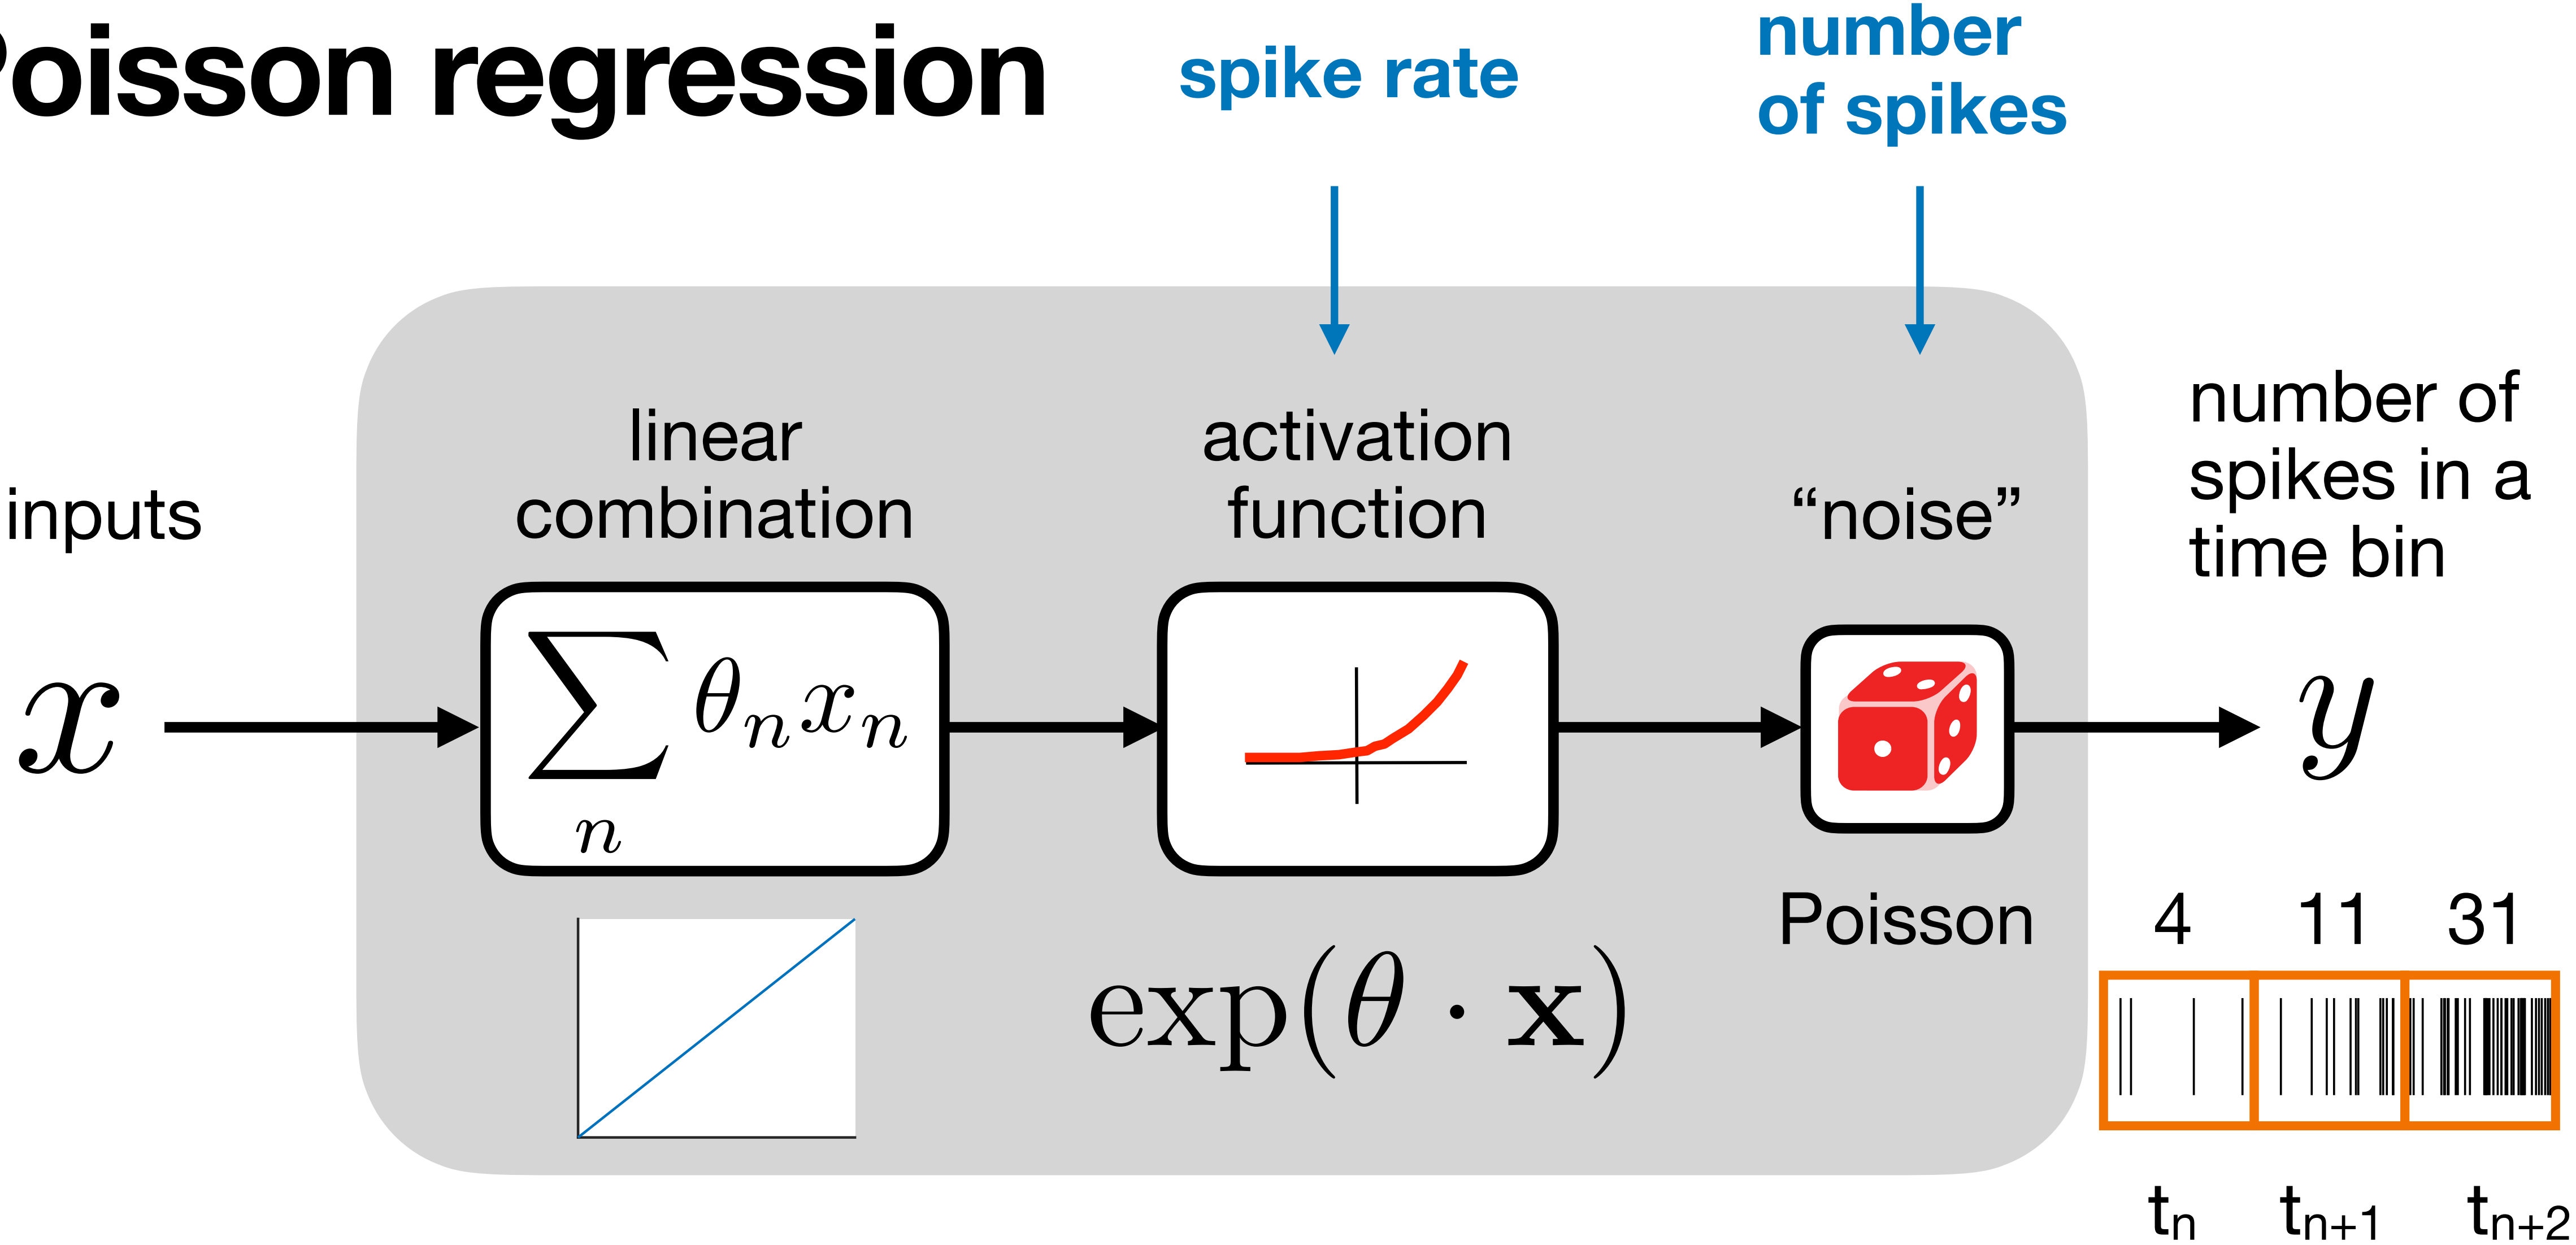 Poisson regression
spike rate
number
of spikes
inputs
linear
combination
activation
function
“noise”
number of
spikes in a
time bin
x
∑ θₙxₙ
n
y
exp(θ · x)
Poisson
4 11 31
tₙ tₙ₊₁ tₙ₊₂